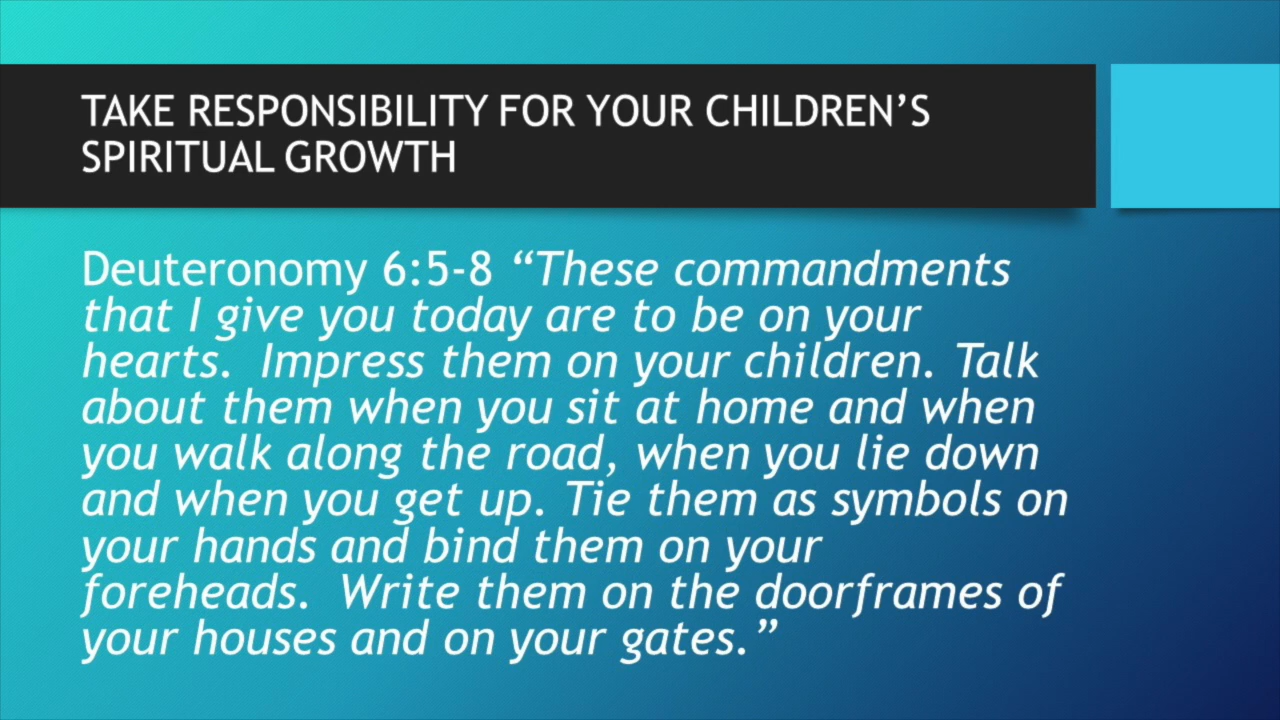 TAKE RESPONSIBILITY FOR YOUR CHILDREN’S
SPIRITUAL GROWTH
Deuteronomy 6:5-8 “These commandments
that I give you today are to be on your
hearts.  Impress them on your children. Talk
about them when you sit at home and when
you walk along the road, when you lie down
and when you get up. Tie them as symbols on
your hands and bind them on your
foreheads.  Write them on the doorframes of
your houses and on your gates.”